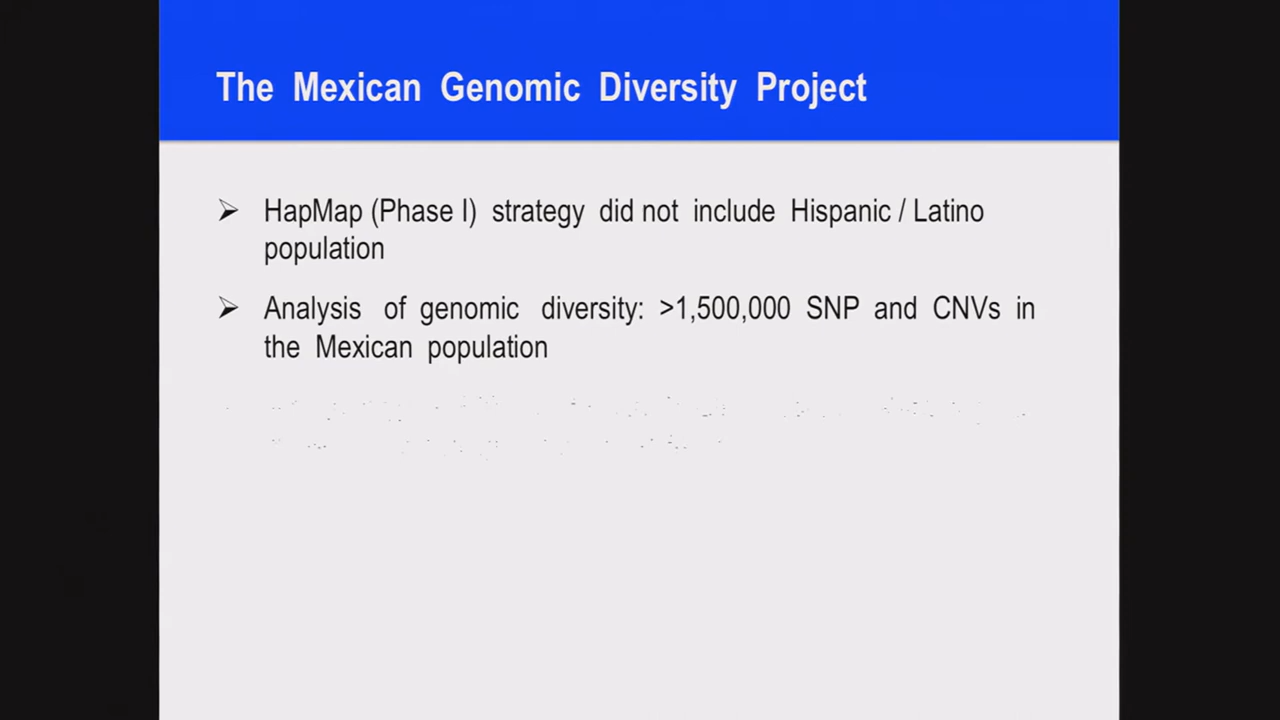 The Mexican Genomic Diversity Project
➢ HapMap (Phase I) strategy did not include Hispanic / Latino
population
➢ Analysis of genomic diversity: >1,500,000 SNP and CNVs in
the Mexican population